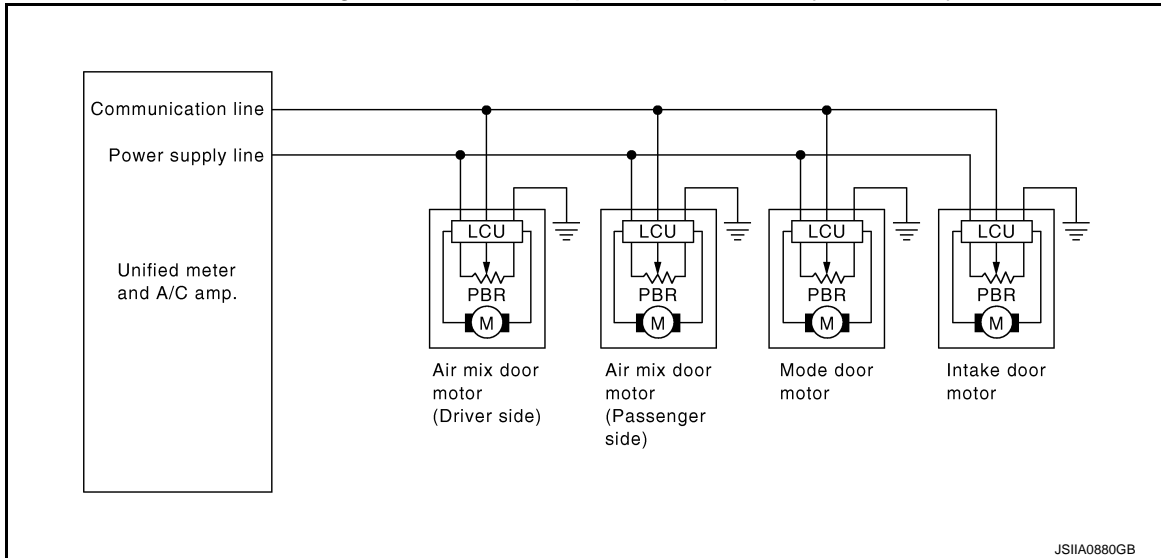 Communication line
Power supply line
Unified meter
and A/C amp.
LCU
PBR
M
Air mix door
motor
(Driver side)
LCU
PBR
M
Air mix door
motor
(Passenger
side)
LCU
PBR
M
Mode door
motor
LCU
PBR
M
Intake door
motor
JSIIA0880GB